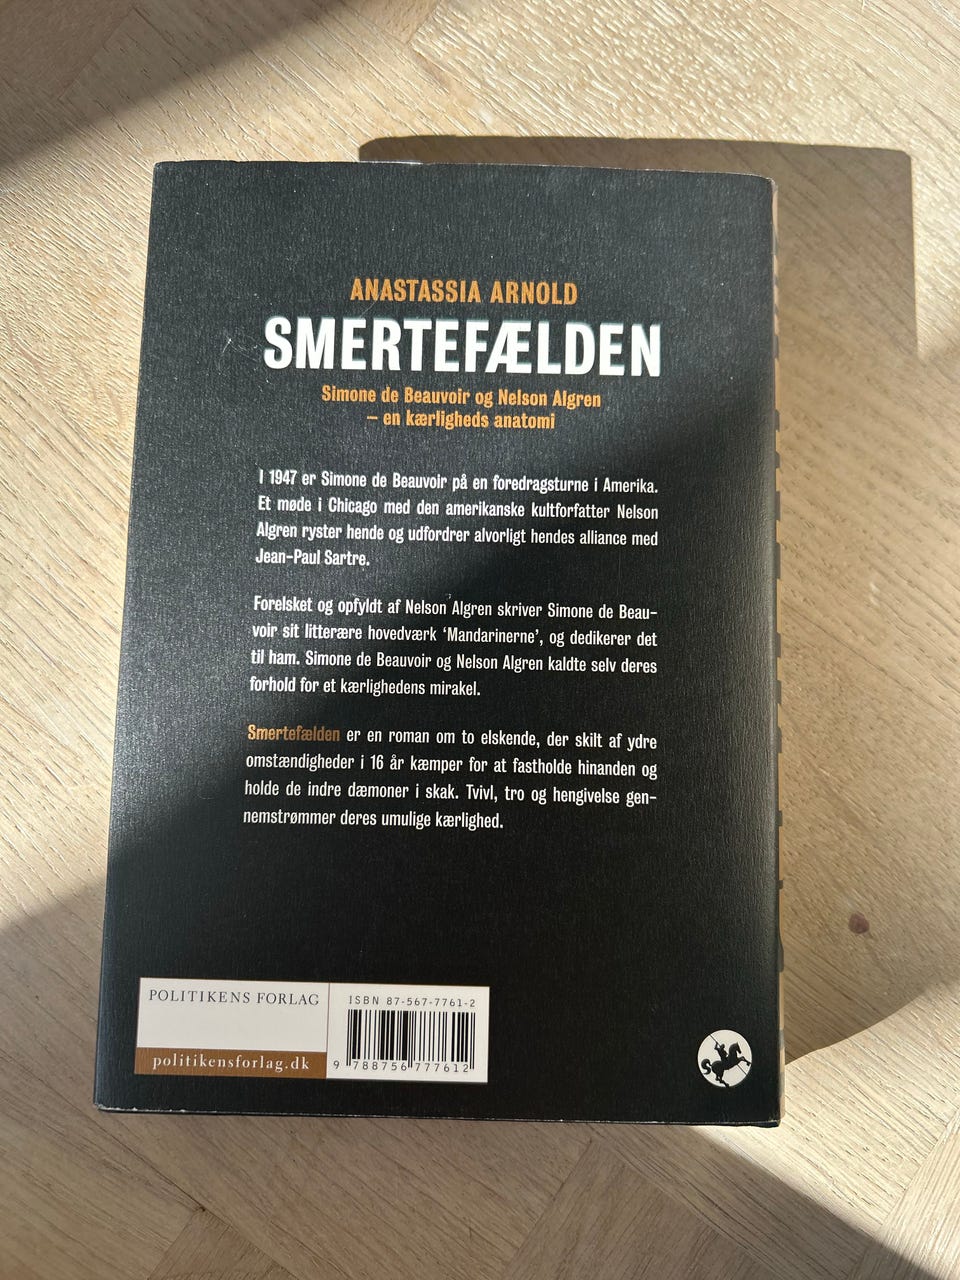 ANASTASSIA ARNOLD
SMERTEFÆLDEN
Simone de Beauvoir og Nelson Algren
– en kærligheds anatomi
I 1947 er Simone de Beauvoir på en foredragsturne i Amerika.
Et møde i Chicago med den amerikanske kultforfatter Nelson
Algren ryster hende og udfordrer alvorligt hendes alliance med
Jean-Paul Sartre.
Forelsket og opfyldt af Nelson Algren skriver Simone de Beau-
voir sit litterære hovedværk ‘Mandarinerne’, og dedikerer det
til ham. Simone de Beauvoir og Nelson Algren kaldte selv deres
forhold for et kærlighedens mirakel.
Smertefælden er en roman om to elskende, der skilt af ydre
omstændigheder i 16 år kæmper for at fastholde hinanden og
holde de indre dæmoner i skak. Tvivl, tro og hengivelse gen-
nemstrømmer deres umulige kærlighed.
POLITIKENS FORLAG
politikensforlag.dk
ISBN 87-567-7761-2
9 788756 777612